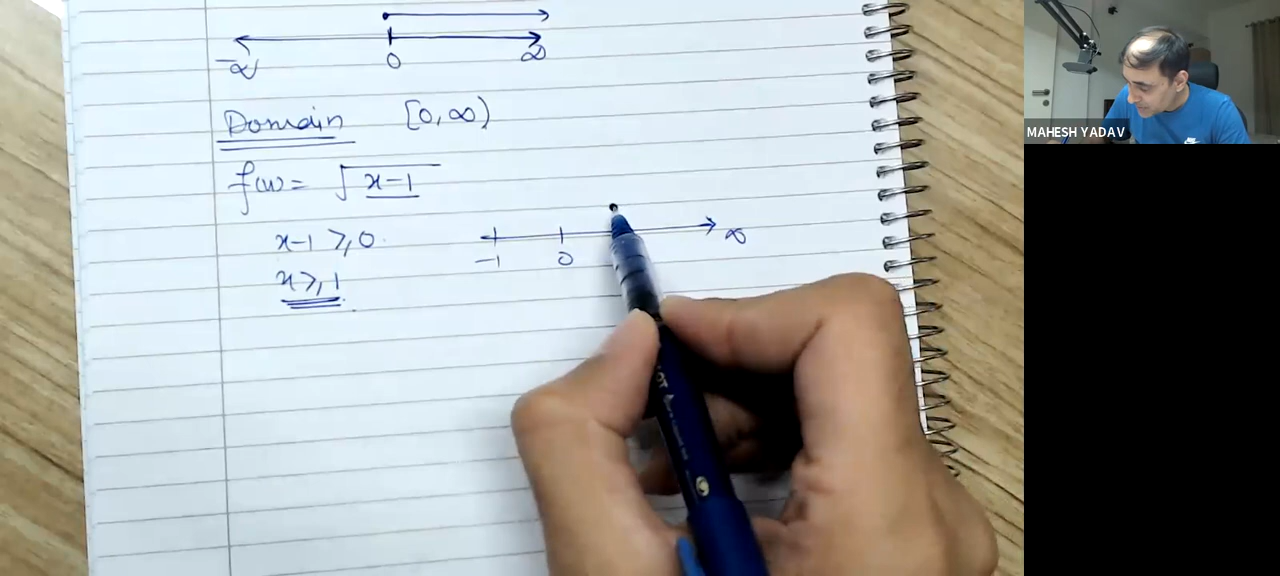 -∞ 0 ∞
Domain [0, ∞)
f(x) = √x-1
x-1 ≥ 0
-1 0 ∞
x ≥ 1
MAHESH YADAV